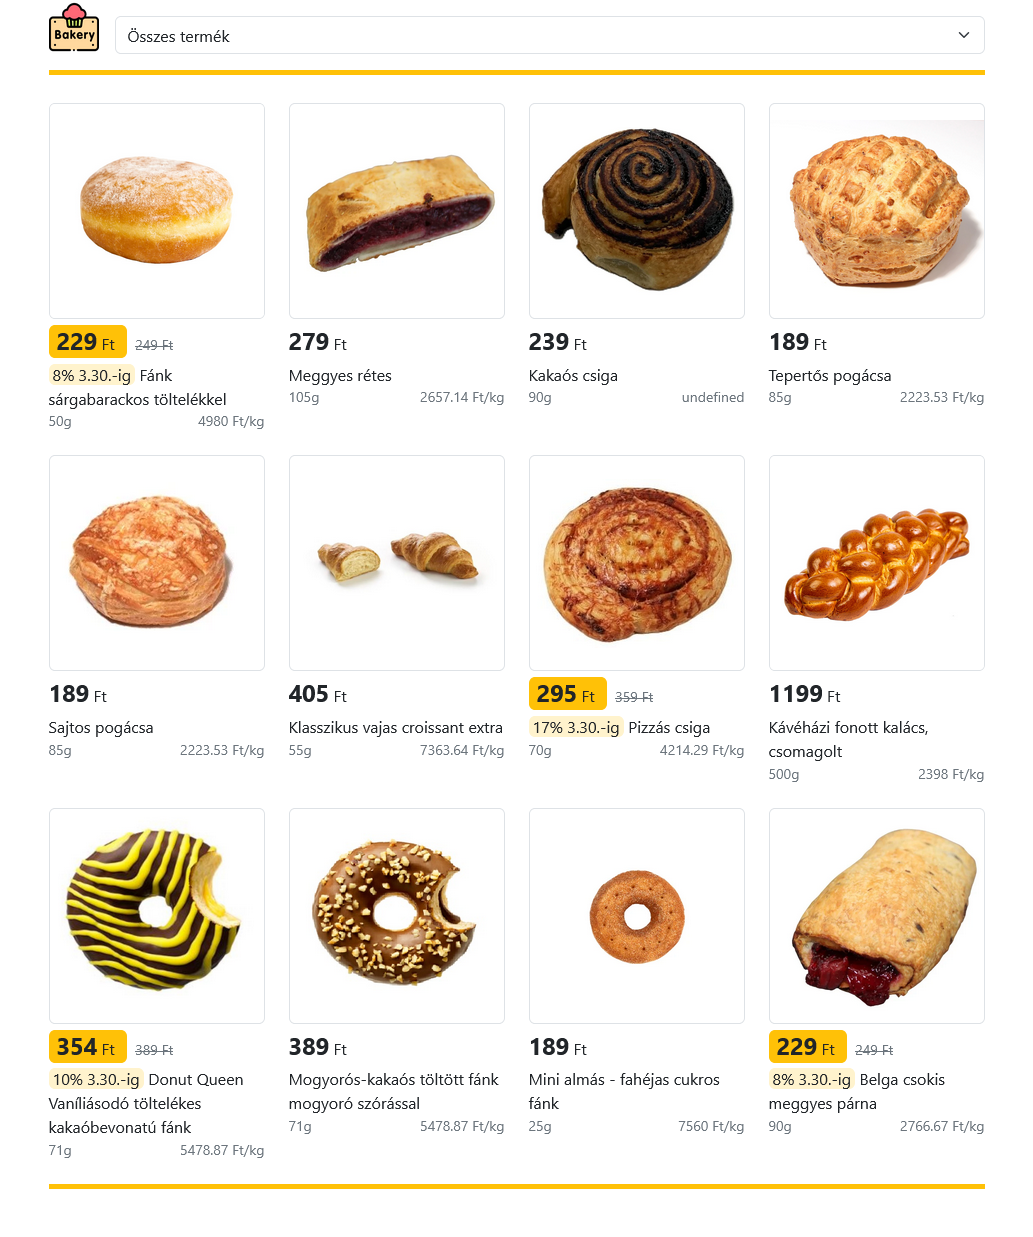 Bakery
Összes termék
229 Ft 249 Ft
8% 3.30.-ig Fánk
sárgabarackos töltelékkel
50g 4980 Ft/kg
279 Ft
Meggyes rétes
105g 2657.14 Ft/kg
239 Ft
Kakaós csiga
90g undefined
189 Ft
Tepertős pogácsa
85g 2223.53 Ft/kg
189 Ft
Sajtos pogácsa
85g 2223.53 Ft/kg
405 Ft
Klasszikus vajas croissant extra
55g 7363.64 Ft/kg
295 Ft 359 Ft
17% 3.30.-ig Pizzás csiga
70g 4214.29 Ft/kg
1199 Ft
Kávéházi fonott kalács,
csomagolt
500g 2398 Ft/kg
354 Ft 389 Ft
10% 3.30.-ig Donut Queen
Vaníliásodó töltelékes
kakaóbevonatú fánk
71g 5478.87 Ft/kg
389 Ft
Mogyorós-kakaós töltött fánk
mogyoró szórással
71g 5478.87 Ft/kg
189 Ft
Mini almás - fahéjas cukros
fánk
25g 7560 Ft/kg
229 Ft 249 Ft
8% 3.30.-ig Belga csokis
meggyes párna
90g 2766.67 Ft/kg